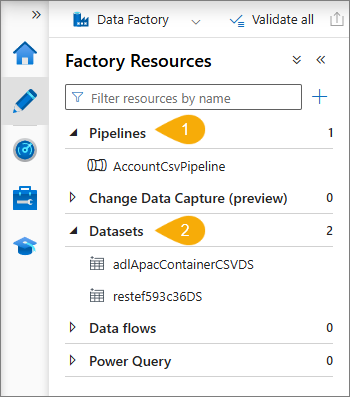 Data Factory Validate all
Factory Resources
Filter resources by name
Pipelines 1 1
AccountCsvPipeline
Change Data Capture (preview) 0
Datasets 2 2
adlApacContainerCSVDS
restef593c36DS
Data flows 0
Power Query 0